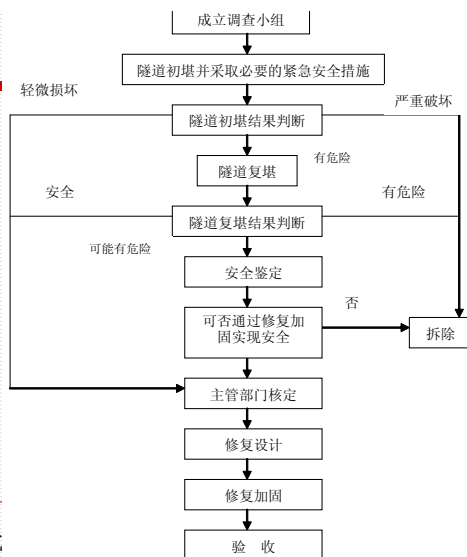 成立调查小组
隧道初堪并采取必要的紧急安全措施
轻微损坏
严重破坏
隧道初堪结果判断
有危险
隧道复堪
安全
有危险
隧道复堪结果判断
可能有危险
安全鉴定
否
可否通过修复加
固实现安全
拆除
主管部门核定
修复设计
修复加固
验 收